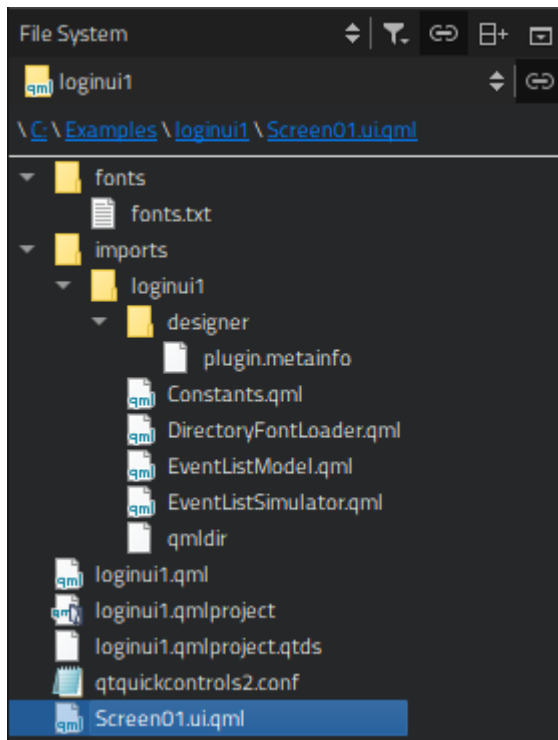 File System
loginui1
\ C: \ Examples \ loginui1 \ Screen01.ui.qml
fonts
fonts.txt
imports
loginui1
designer
plugin.metainfo
Constants.qml
DirectoryFontLoader.qml
EventListModel.qml
EventListSimulator.qml
qmldir
loginui1.qml
loginui1.qmlproject
loginui1.qmlproject.qtds
qtquickcontrols2.conf
Screen01.ui.qml